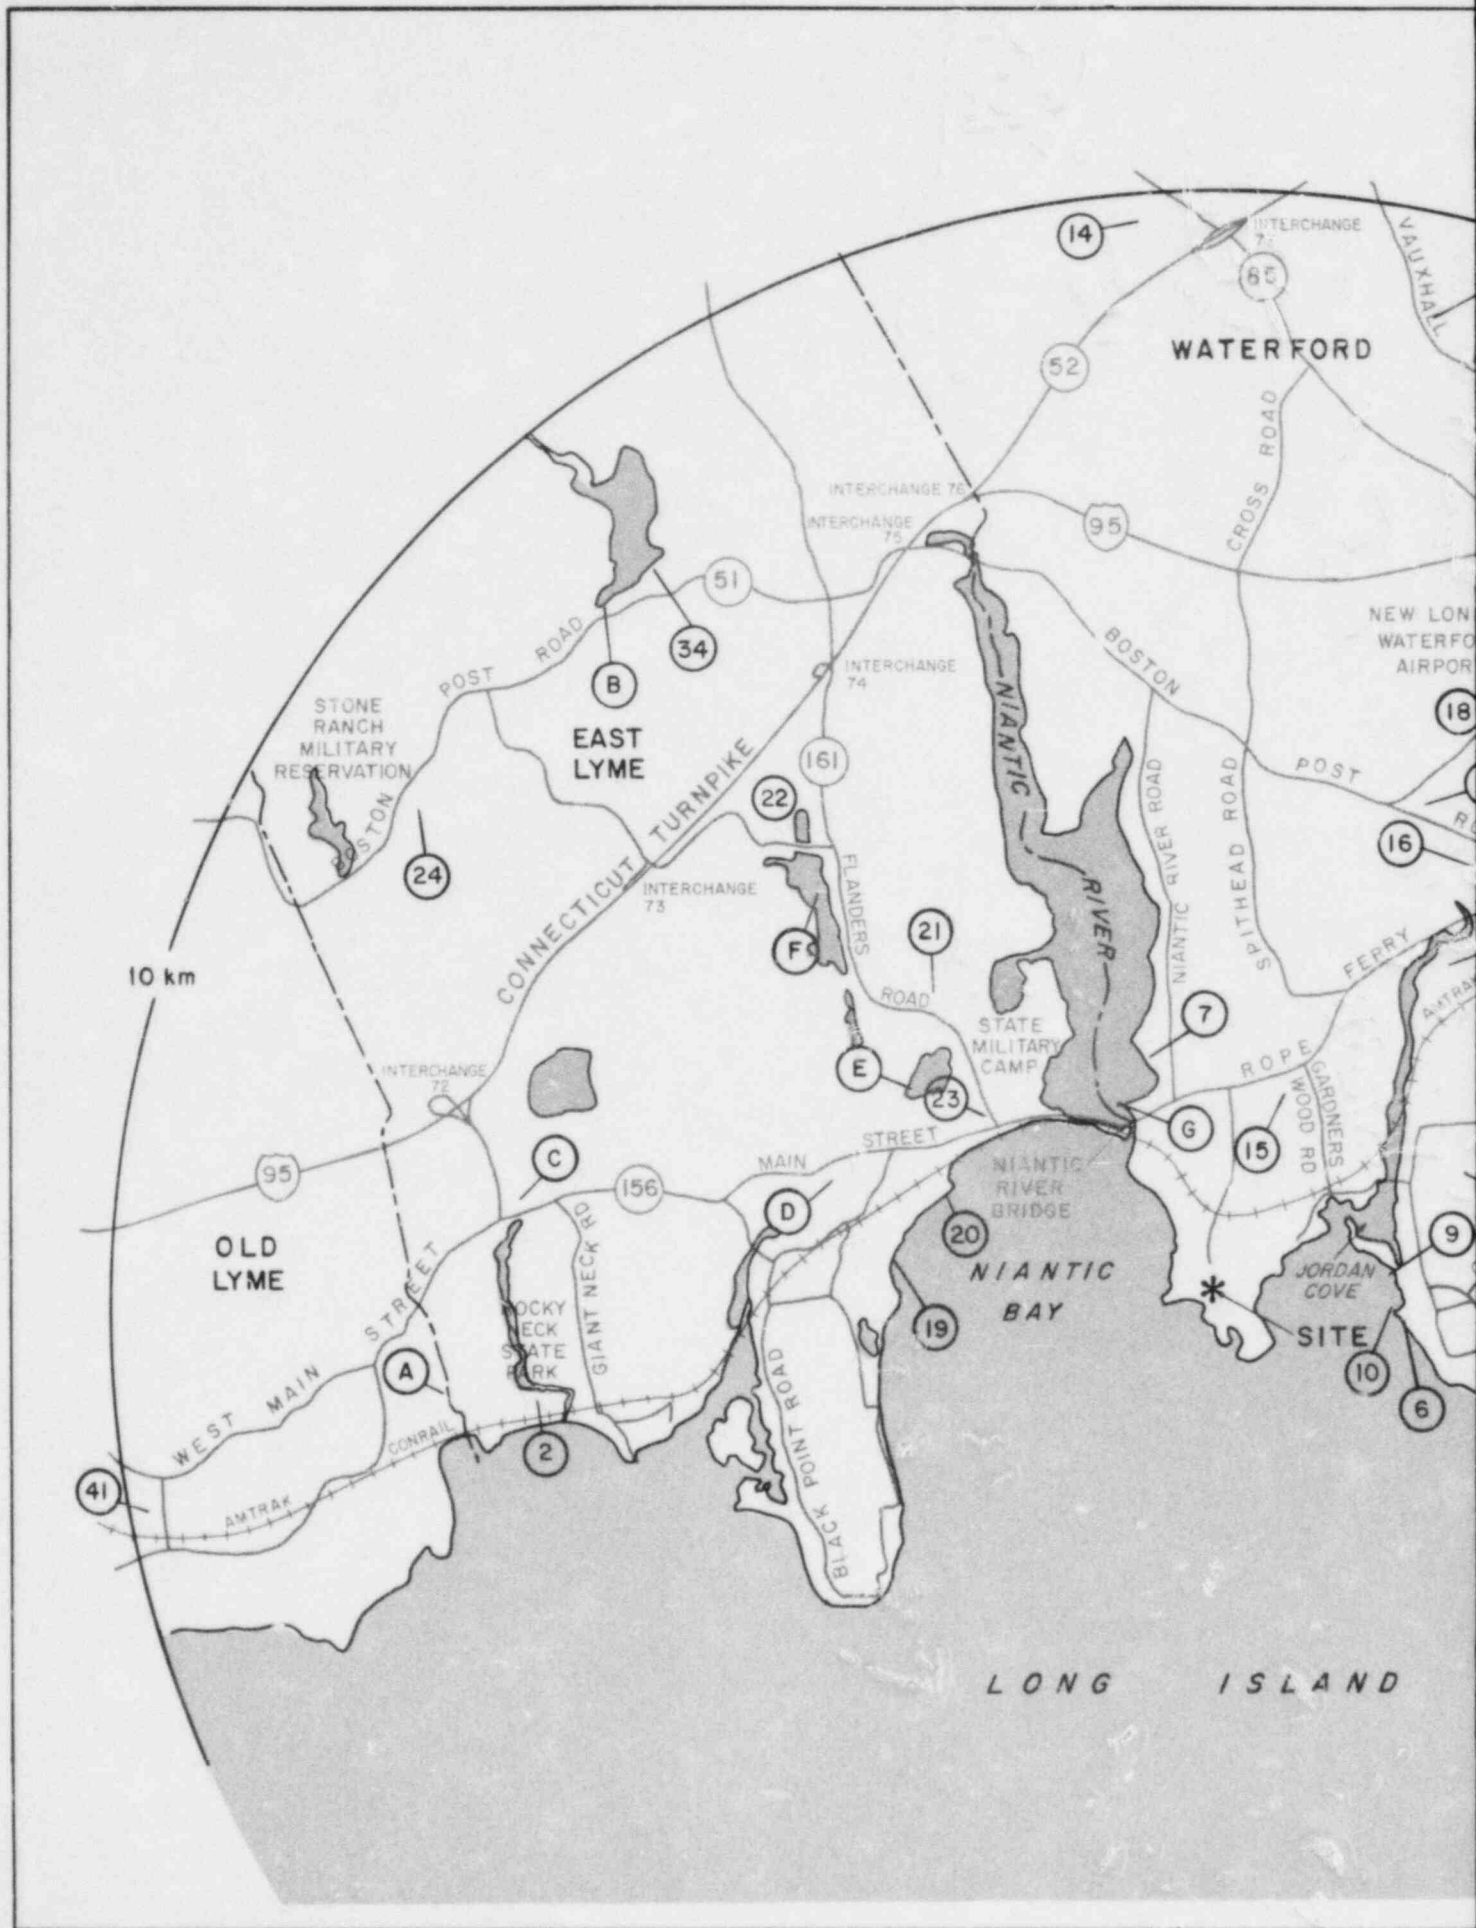 14
INTERCHANGE
85
VAUXHALL
WATERFORD
52
CROSS ROAD
INTERCHANGE 76
INTERCHANGE
75
95
51
NEW LON
WATERFO
AIRPOR
BOSTON
POST
34
B
POST ROAD
INTERCHANGE
74
NIANTIC
RIVER
18
STONE
RANCH
MILITARY
RESERVATION
EAST
LYME
161
CONNECTICUT TURNPIKE
22
BOSTON
24
16
INTERCHANGE
73
FLANDERS
ROAD
NIANTIC RIVER ROAD
SPITHEAD ROAD
F
21
FERRY
ROPE
10 km
AMTRAK
STATE
MILITARY
CAMP
7
E
23
INTERCHANGE
72
G
15
GARDNERS
WOOD RD
MAIN STREET
C
95
156
NIANTIC
RIVER
BRIDGE
D
20
9
OLD
LYME
GIANT NECK RD
NIANTIC
BAY
JORDAN
COVE
ROCKY
NECK
STATE
PARK
19
SITE
10
6
A
WEST MAIN STREET
CONRAIL
2
BLACK POINT ROAD
41
AMTRAK
LONG ISLAND